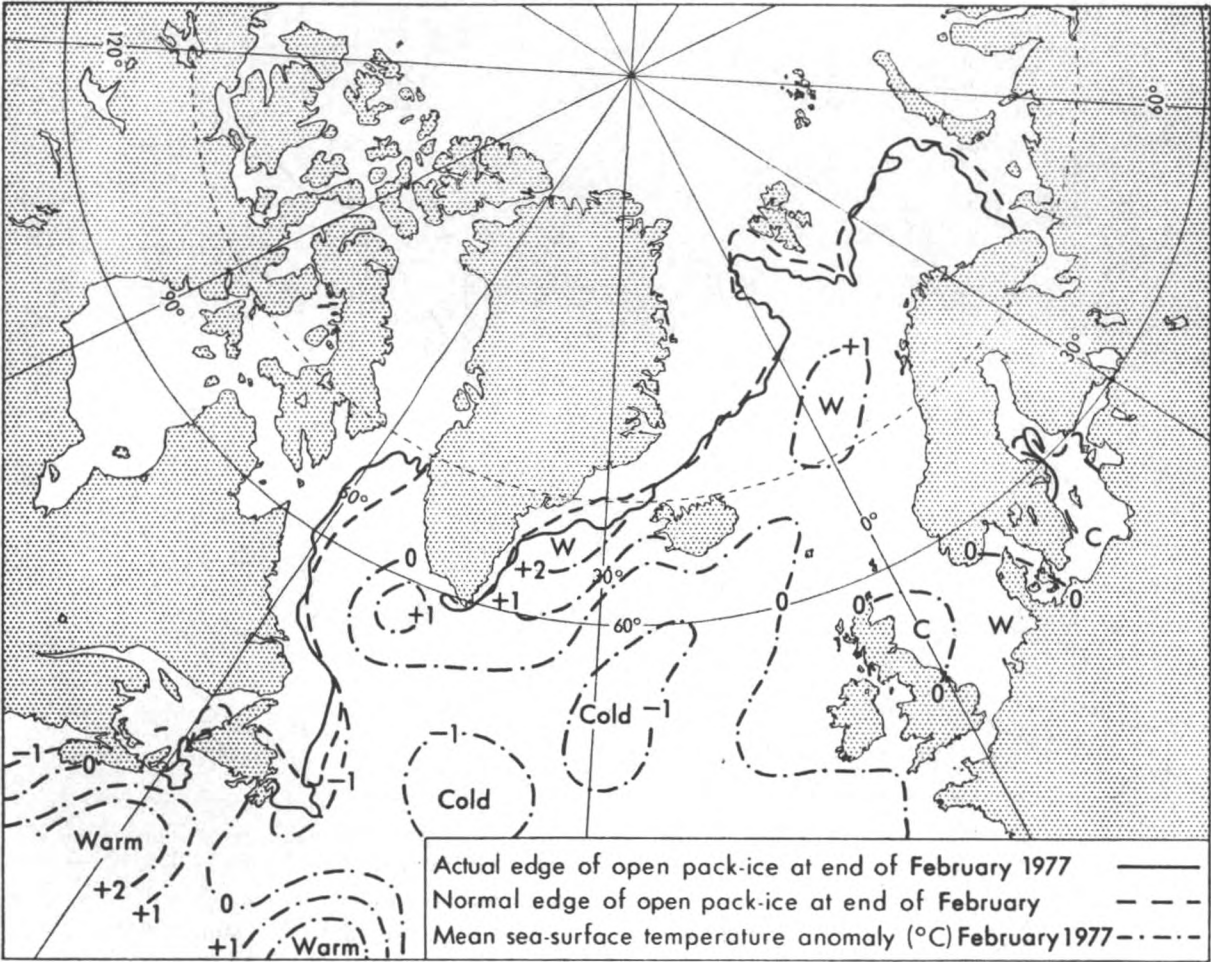 120°
60°
90°
+1
30°
W
50°
0°
C
0
W
+2
30°
0
0
+1
+1
0
C
W
60°
0
Cold
-1
-1
0
-1
-1
Cold
Warm
+2
+1
0
+1
Warm
Actual edge of open pack-ice at end of February 1977
Normal edge of open pack-ice at end of February
Mean sea-surface temperature anomaly (°C) February 1977